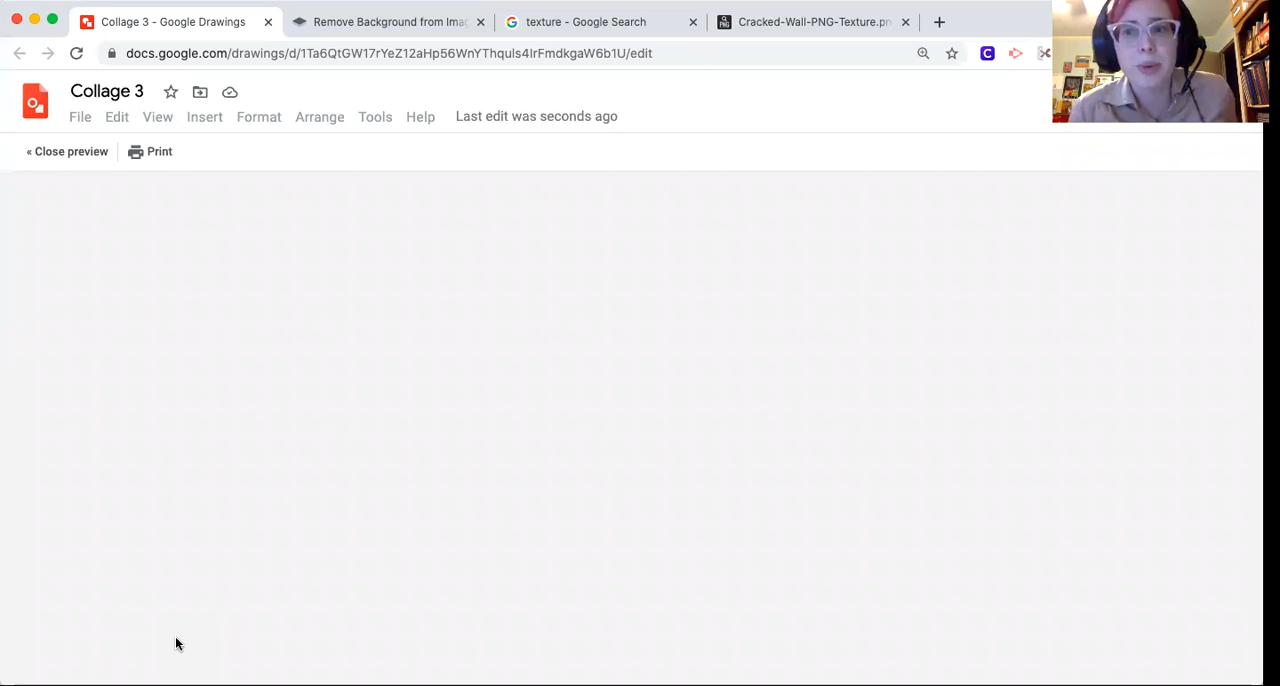 Collage 3 - Google Drawings
Remove Background from Imag
texture - Google Search
Cracked-Wall-PNG-Texture.pn
docs.google.com/drawings/d/1Ta6QtGW17rYeZ12aHp56WnYThquls4IrFmdkgaW6b1U/edit
Collage 3
File Edit View Insert Format Arrange Tools Help Last edit was seconds ago
« Close preview Print